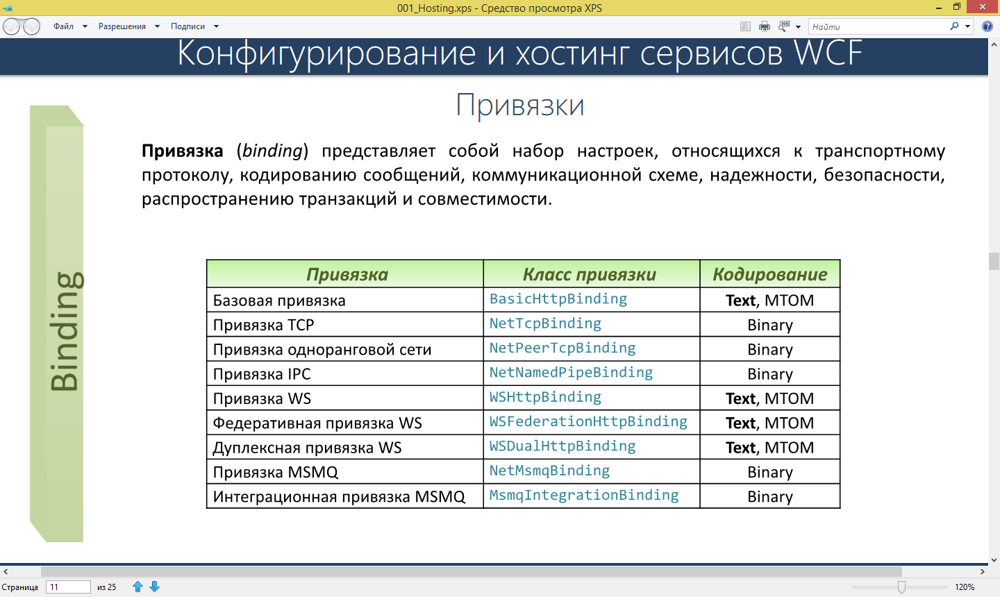 001_Hosting.xps - Средство просмотра XPS
Файл Разрешения Подписи Найти
Конфигурирование и хостинг сервисов WCF
Привязки
Привязка (binding) представляет собой набор настроек, относящихся к транспортному
протоколу, кодированию сообщений, коммуникационной схеме, надежности, безопасности,
распространению транзакций и совместимости.
Binding
Привязка Класс привязки Кодирование
Базовая привязка BasicHttpBinding Text, MTOM
Привязка TCP NetTcpBinding Binary
Привязка одноранговой сети NetPeerTcpBinding Binary
Привязка IPC NetNamedPipeBinding Binary
Привязка WS WSHttpBinding Text, MTOM
Федеративная привязка WS WSFederationHttpBinding Text, MTOM
Дуплексная привязка WS WSDualHttpBinding Text, MTOM
Привязка MSMQ NetMsmqBinding Binary
Интеграционная привязка MSMQ MsmqIntegrationBinding Binary
Страница 11 из 25 120%